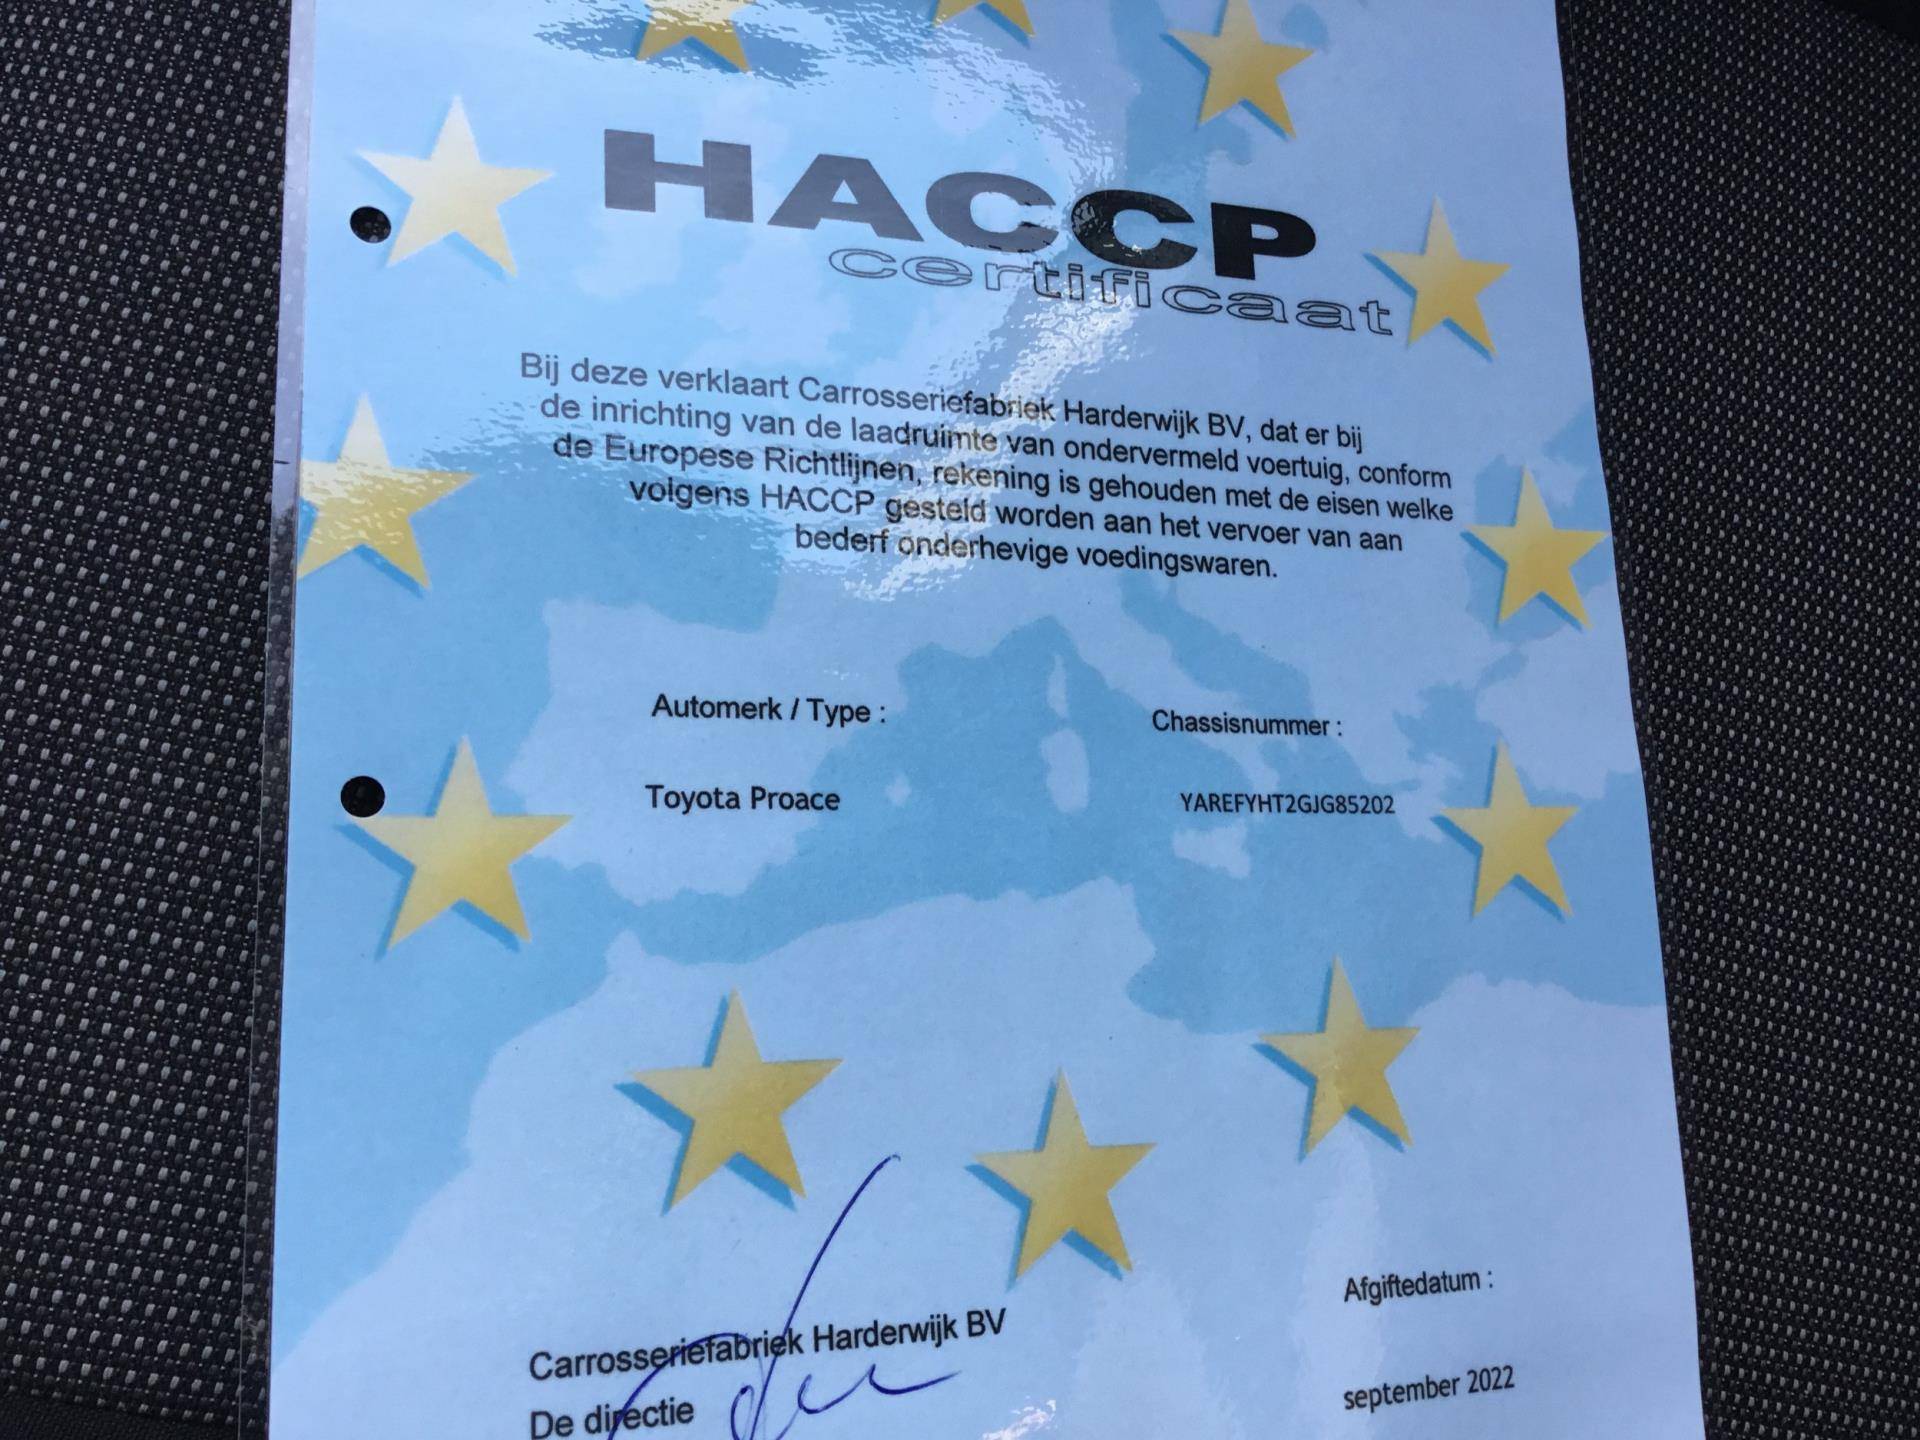 HACCP
certificaat
Bij deze verklaart Carrosseriefabriek Harderwijk BV, dat er bij
de inrichting van de laadruimte van ondervermeld voertuig, conform
de Europese Richtlijnen, rekening is gehouden met de eisen welke
volgens HACCP gesteld worden aan het vervoer van aan
bederf onderhevige voedingswaren.
Automerk / Type :
Chassisnummer :
Toyota Proace
YAREFYHT2GJG85202
Afgiftedatum :
Carrosseriefabriek Harderwijk BV
september 2022
De directie